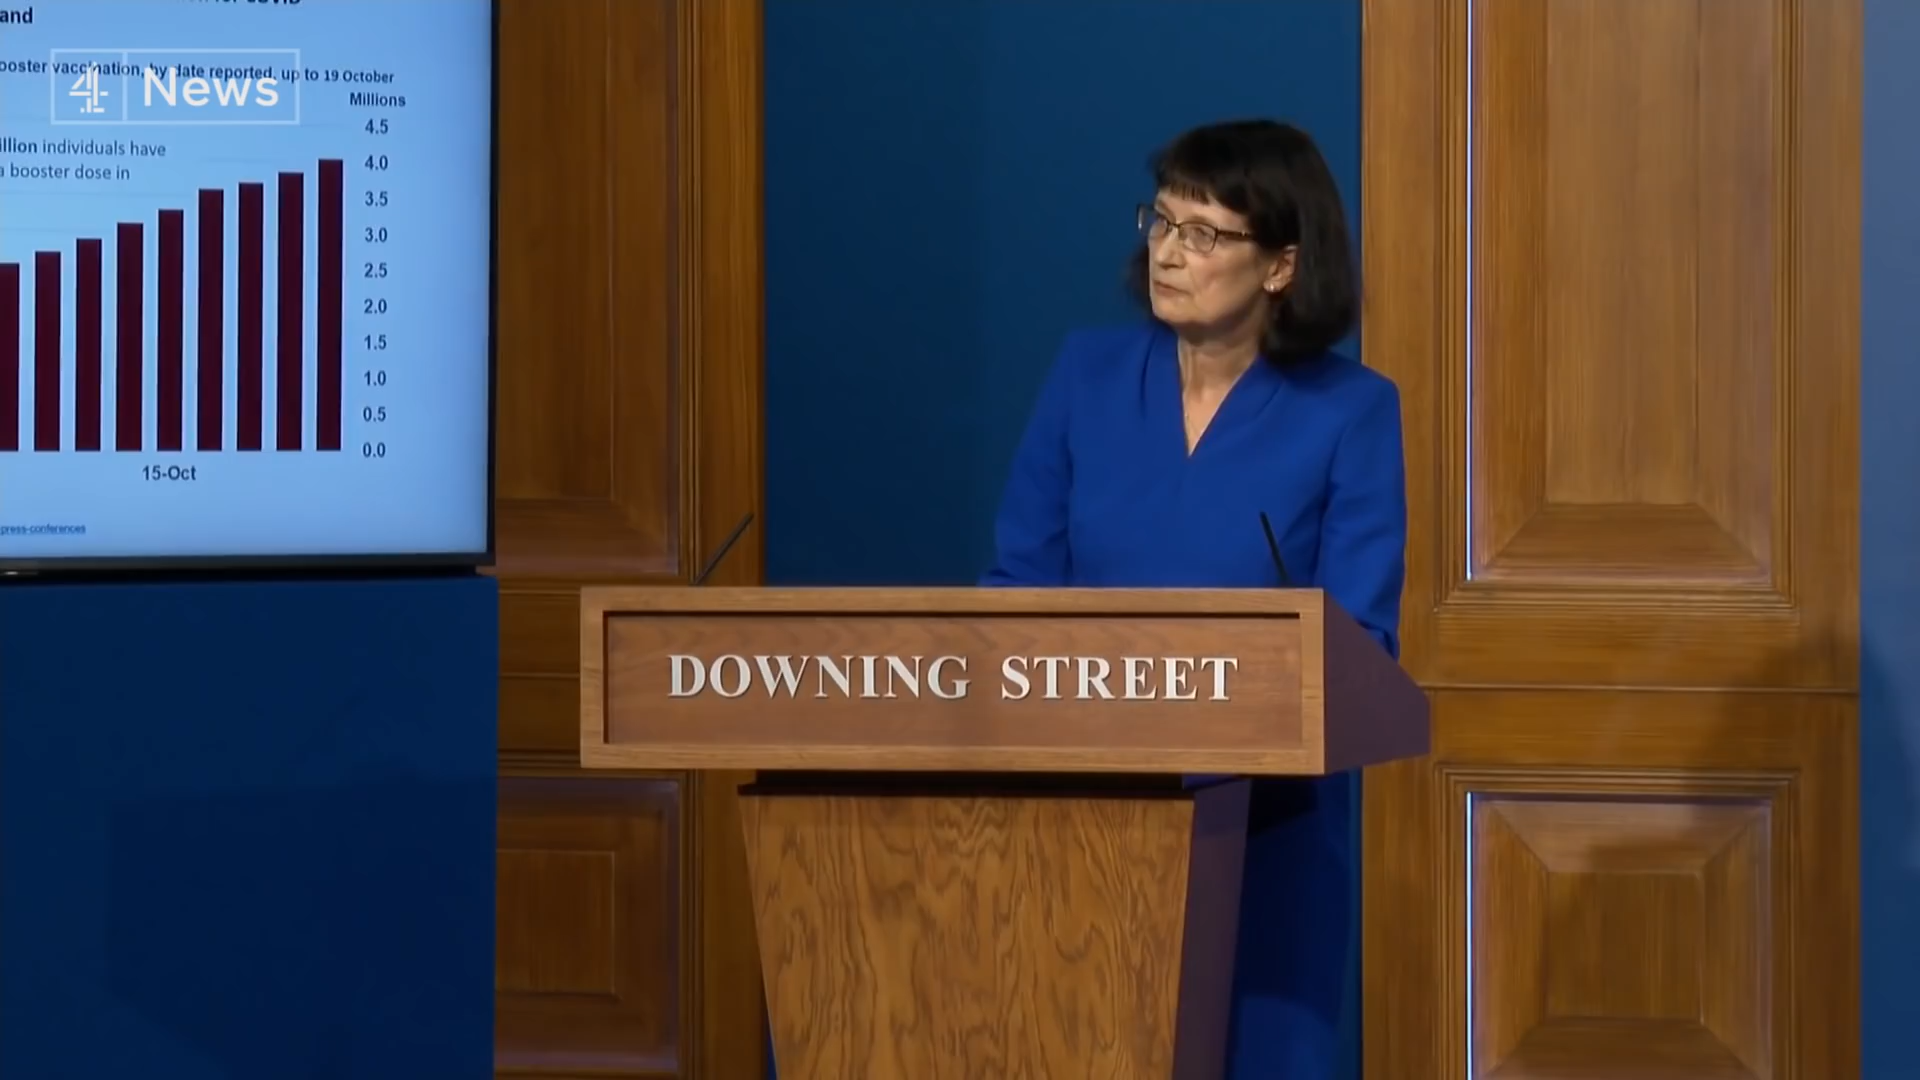 and
ooster vaccination, by date reported, up to 19 October
4 News
Millions
4.5
illion individuals have
4.0
a booster dose in
3.5
3.0
2.5
2.0
1.5
1.0
0.5
0.0
15-Oct
press-conferences
DOWNING STREET